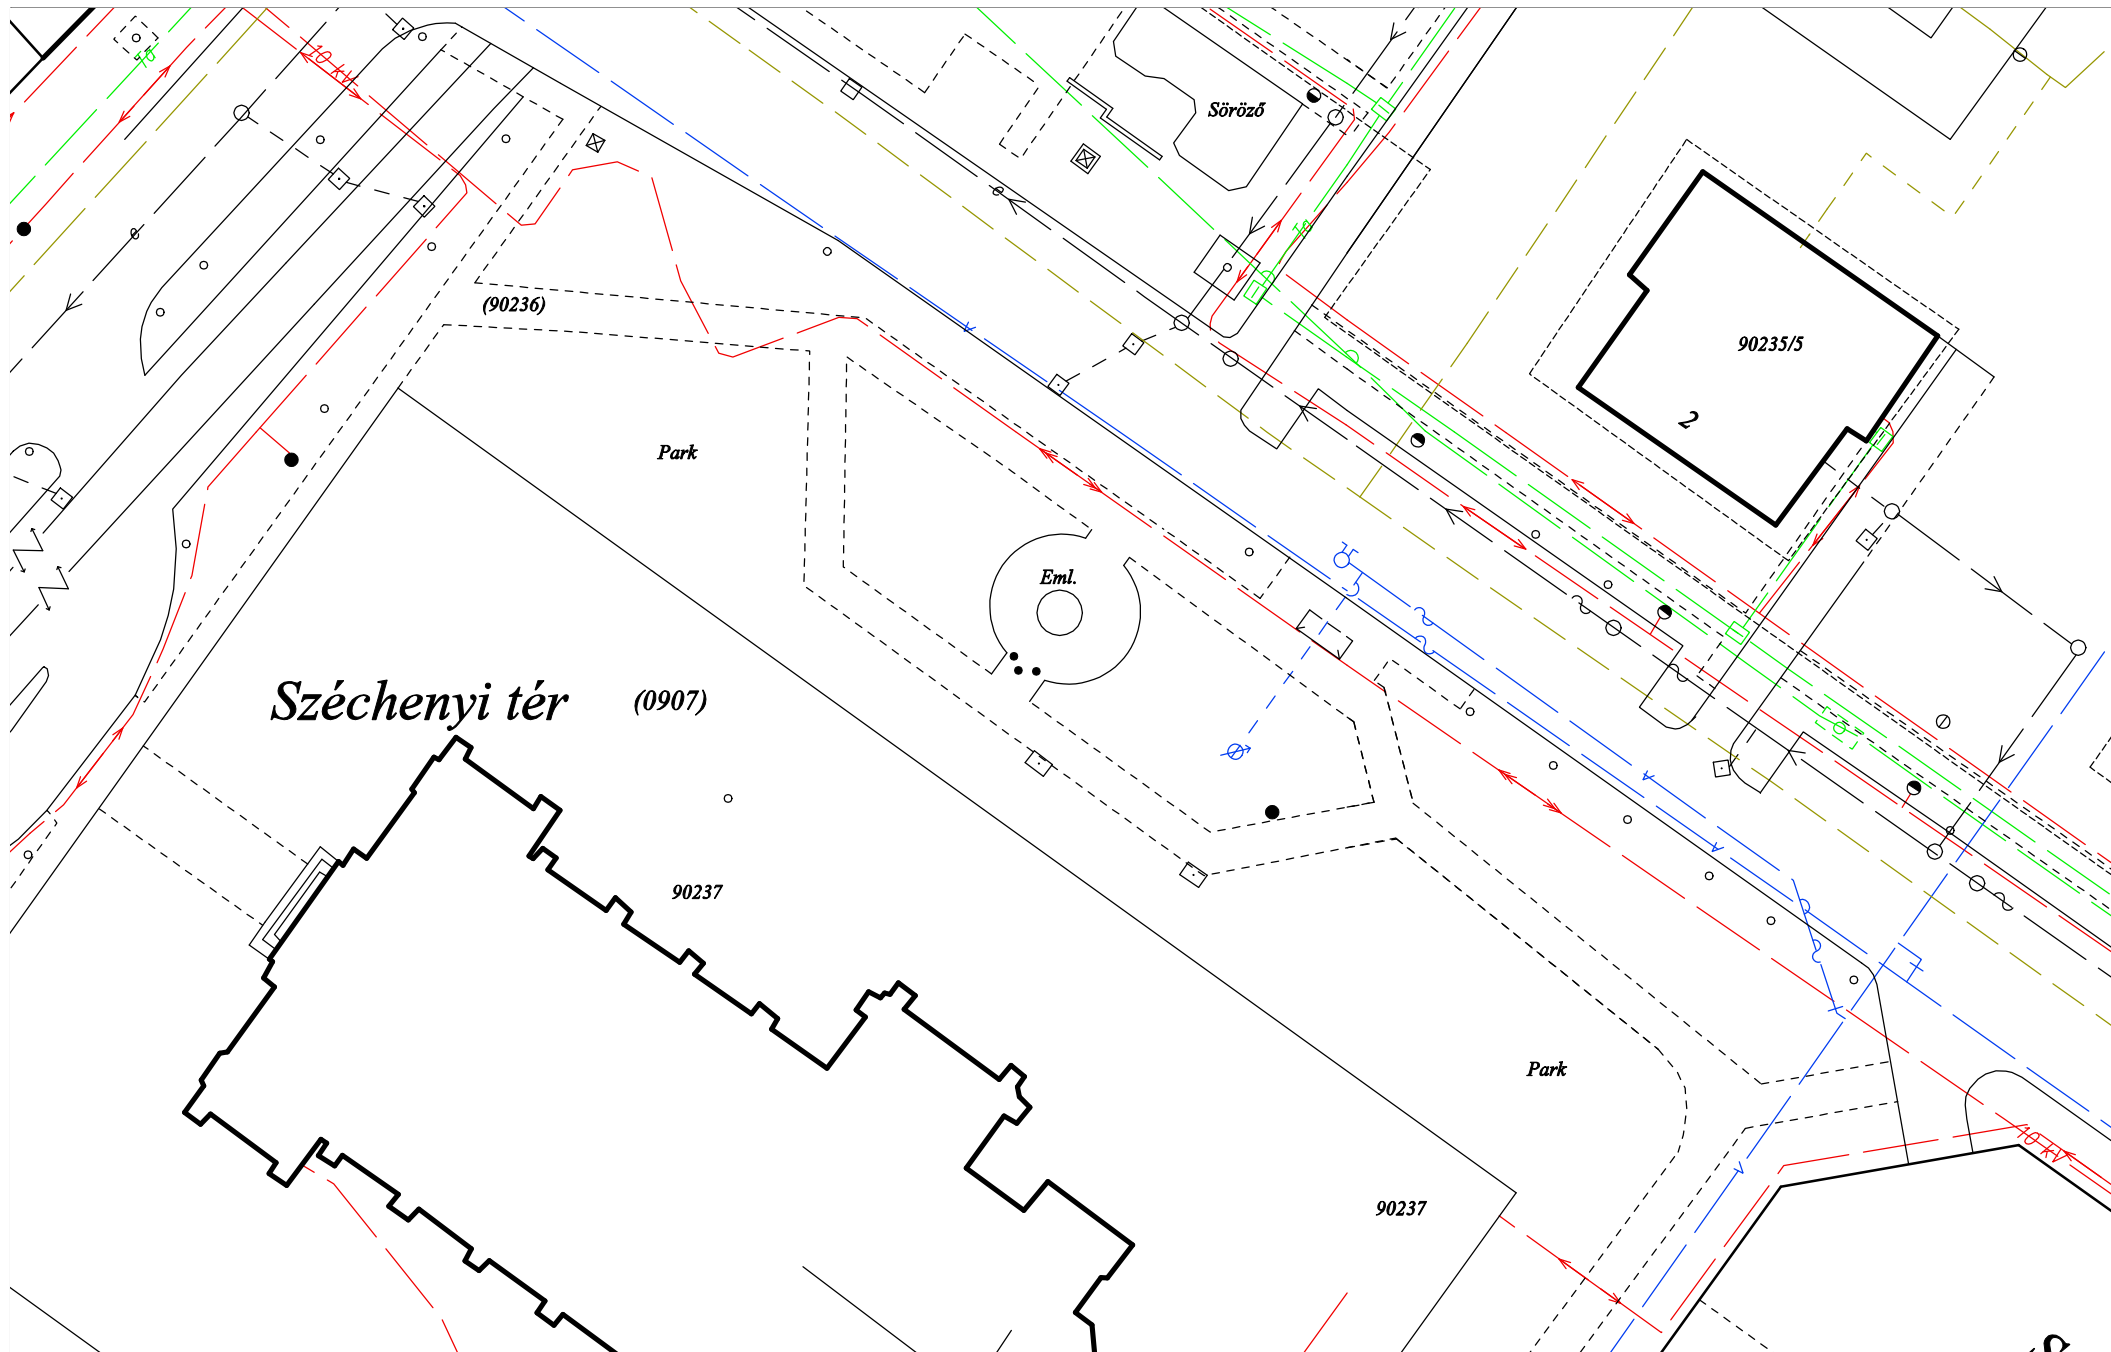 10 kV
Söröző
(90236)
90235/5
2
Park
Eml.
Széchenyi tér (0907)
90237
Park
10 kV
90237